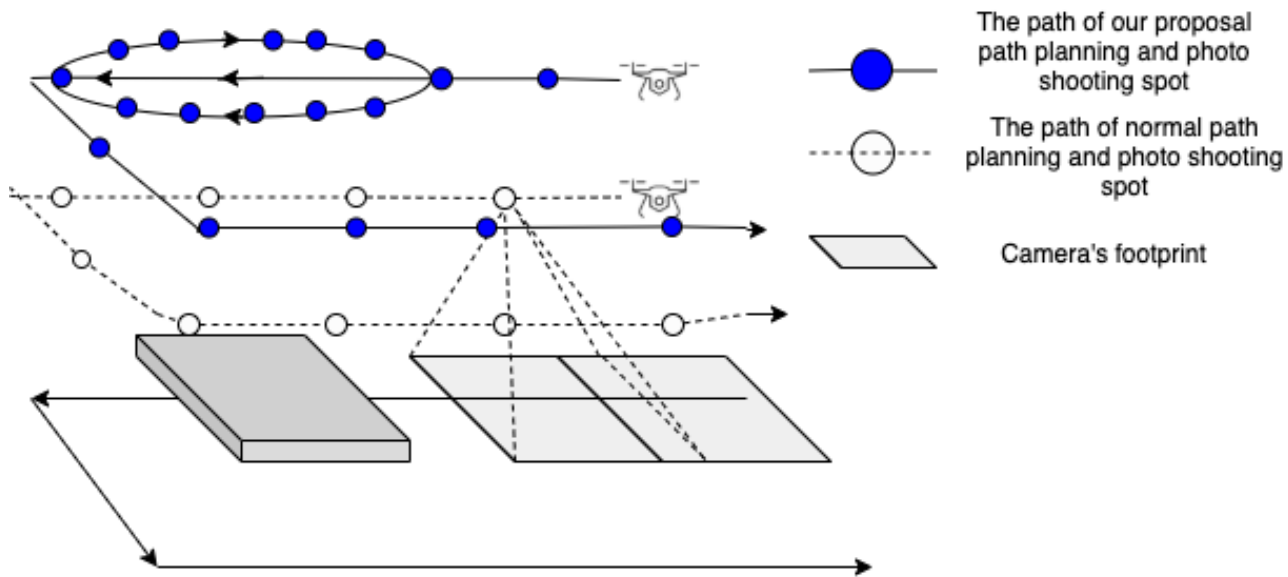 The path of our proposal
path planning and photo
shooting spot
The path of normal path
planning and photo shooting
spot
Camera's footprint